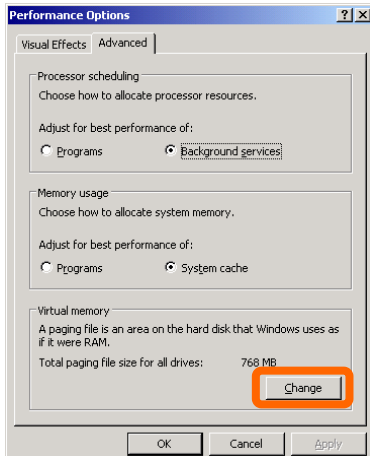 Performance Options
Visual Effects Advanced
Processor scheduling
Choose how to allocate processor resources.
Adjust for best performance of:
Programs Background services
Memory usage
Choose how to allocate system memory.
Adjust for best performance of:
Programs System cache
Virtual memory
A paging file is an area on the hard disk that Windows uses as
if it were RAM.
Total paging file size for all drives: 768 MB
Change
OK Cancel Apply